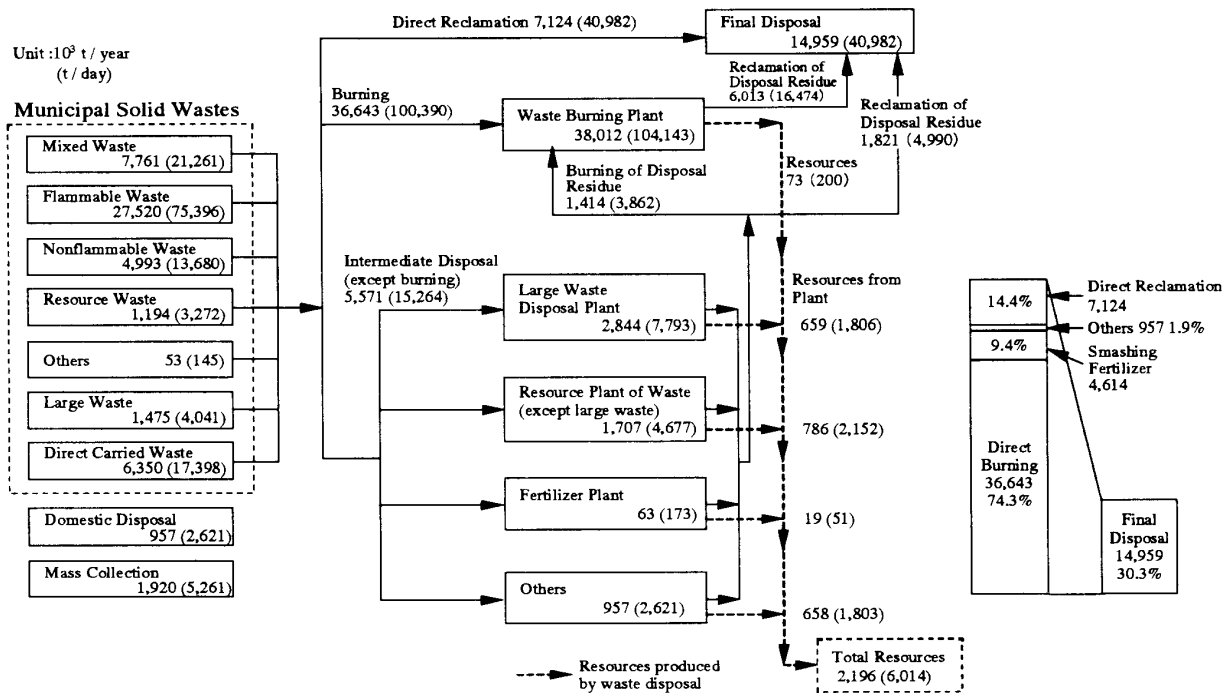 Unit :10³ t / year
(t / day)
Municipal Solid Wastes
Mixed Waste
7,761 (21,261)
Flammable Waste
27,520 (75,396)
Nonflammable Waste
4,993 (13,680)
Resource Waste
1,194 (3,272)
Others 53 (145)
Large Waste
1,475 (4,041)
Direct Carried Waste
6,350 (17,398)
Domestic Disposal
957 (2,621)
Mass Collection
1,920 (5,261)
Direct Reclamation 7,124 (40,982)
Final Disposal
14,959 (40,982)
Burning
36,643 (100,390)
Waste Burning Plant
38,012 (104,143)
Reclamation of
Disposal Residue
6,013 (16,474)
Reclamation of
Disposal Residue
1,821 (4,990)
Burning of Disposal
Residue
1,414 (3,862)
Resources
73 (200)
Intermediate Disposal
(except burning)
5,571 (15,264)
Large Waste
Disposal Plant
2,844 (7,793)
Resources from
Plant
659 (1,806)
Resource Plant of Waste
(except large waste)
1,707 (4,677)
786 (2,152)
Fertilizer Plant
63 (173)
19 (51)
Others
957 (2,621)
658 (1,803)
Total Resources
2,196 (6,014)
Resources produced
by waste disposal
14.4%
Direct Reclamation
7,124
Others 957 1.9%
9.4%
Smashing
Fertilizer
4,614
Direct
Burning
36,643
74.3%
Final
Disposal
14,959
30.3%